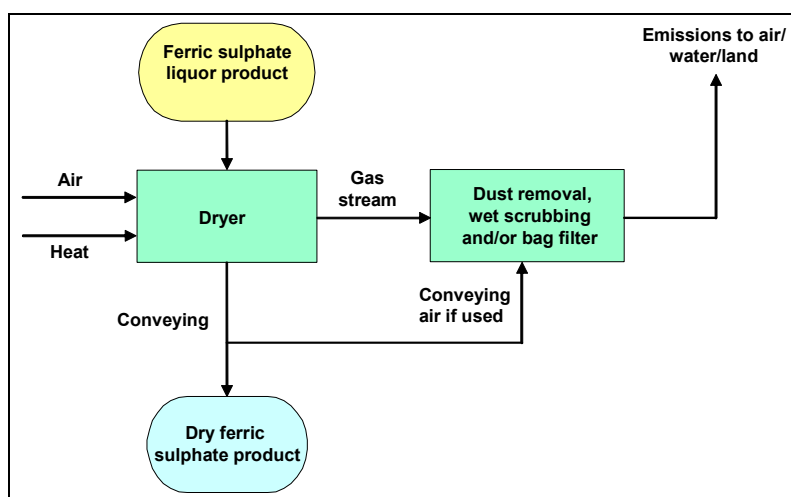 Ferric sulphate
liquor product
Emissions to air/
water/land
Air
Heat
Dryer
Gas
stream
Dust removal,
wet scrubbing
and/or bag filter
Conveying
Conveying
air if used
Dry ferric
sulphate product